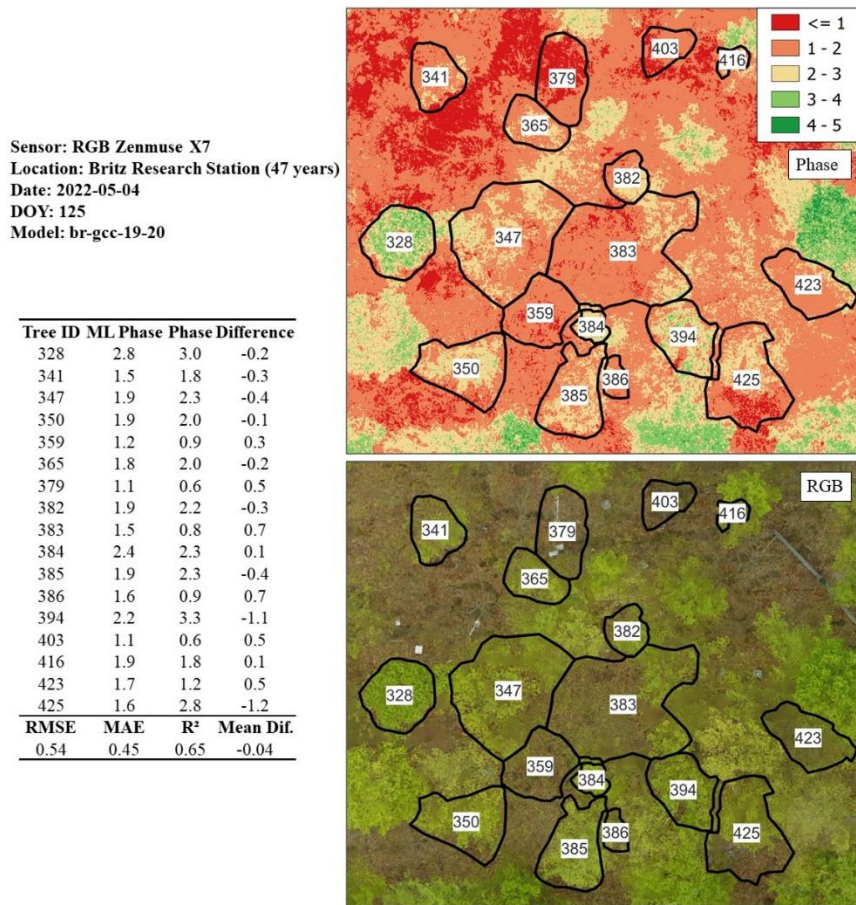 Sensor: RGB Zenmuse X7
Location: Britz Research Station (47 years)
Date: 2022-05-04
DOY: 125
Model: br-gcc-19-20
Tree ID ML Phase Phase Difference
328 2.8 3.0 -0.2
341 1.5 1.8 -0.3
347 1.9 2.3 -0.4
350 1.9 2.0 -0.1
359 1.2 0.9 0.3
365 1.8 2.0 -0.2
379 1.1 0.6 0.5
382 1.9 2.2 -0.3
383 1.5 0.8 0.7
384 2.4 2.3 0.1
385 1.9 2.3 -0.4
386 1.6 0.9 0.7
394 2.2 3.3 -1.1
403 1.1 0.6 0.5
416 1.9 1.8 0.1
423 1.7 1.2 0.5
425 1.6 2.8 -1.2
RMSE MAE R² Mean Dif.
0.54 0.45 0.65 -0.04
<= 1
1 - 2
2 - 3
3 - 4
4 - 5
Phase
403
416
341
379
365
382
328
347
383
423
359
384
394
350
386
425
385
RGB
403
416
341
379
365
382
328
347
383
423
359
384
394
350
386
425
385